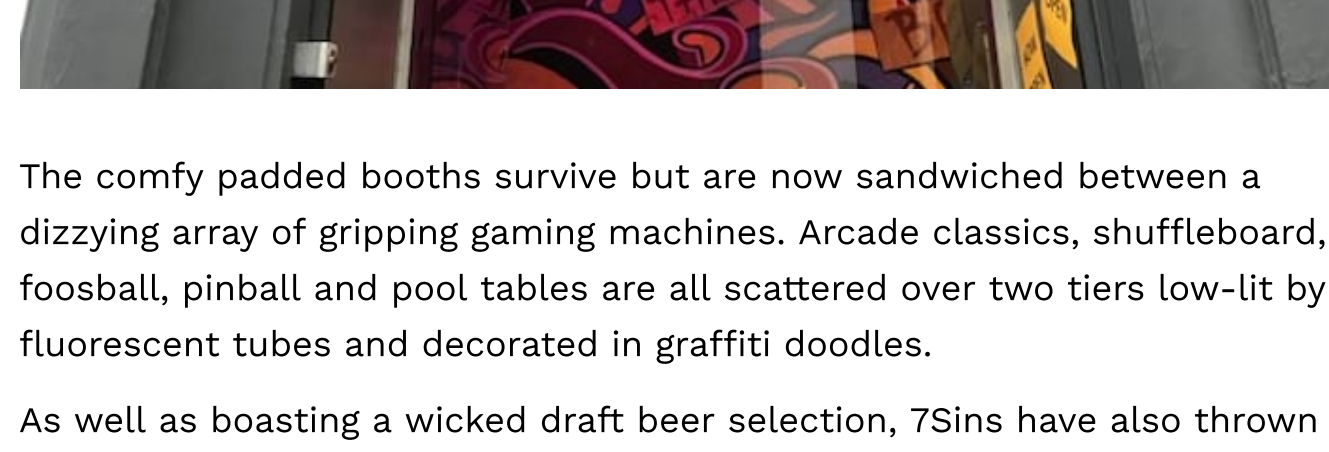 OPEN
The comfy padded booths survive but are now sandwiched between a
dizzying array of gripping gaming machines. Arcade classics, shuffleboard,
foosball, pinball and pool tables are all scattered over two tiers low-lit by
fluorescent tubes and decorated in graffiti doodles.
As well as boasting a wicked draft beer selection, 7Sins have also thrown